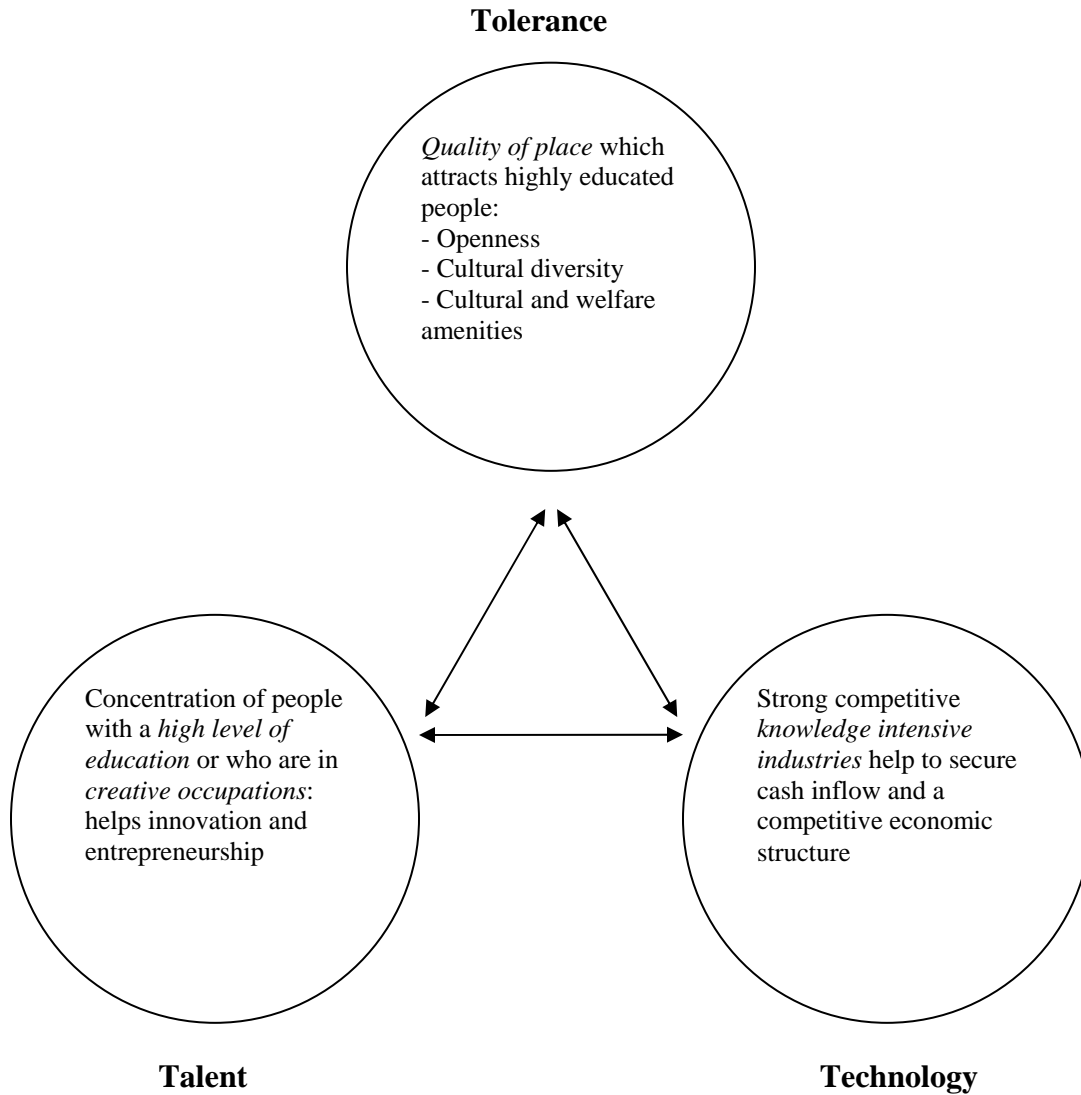 Tolerance
Quality of place which
attracts highly educated
people:
- Openness
- Cultural diversity
- Cultural and welfare
amenities
Concentration of people
with a high level of
education or who are in
creative occupations:
helps innovation and
entrepreneurship
Strong competitive
knowledge intensive
industries help to secure
cash inflow and a
competitive economic
structure
Talent
Technology